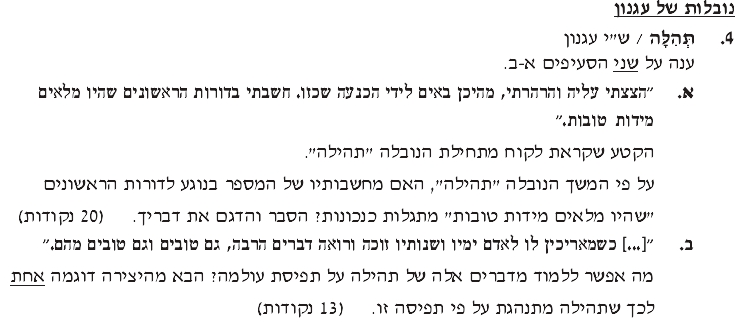 נובלות של עגנון
4. תְּהִלָּה / ש"י עגנון
ענה על שני הסעיפים א-ב.
א. "הצצתי עליה והרהרתי, מהיכן באים לידי הכנעה שכזו. חשבתי בדורות הראשונים שהיו מלאים
מידות טובות."
הקטע שקראת לקוח מתחילת הנובלה "תהילה".
על פי המשך הנובלה "תהילה", האם מחשבותיו של המספר בנוגע לדורות הראשונים
"שהיו מלאים מידות טובות" מתגלות כנכונות? הסבר והדגם את דבריך. (20 נקודות)
ב. "[...] כשמאריכין לו לאדם ימיו ושנותיו זוכה ורואה דברים הרבה, גם טובים וגם טובים מהם."
מה אפשר ללמוד מדברים אלה של תהילה על תפיסת עולמה? הבא מהיצירה דוגמה אחת
לכך שתהילה מתנהגת על פי תפיסה זו. (13 נקודות)